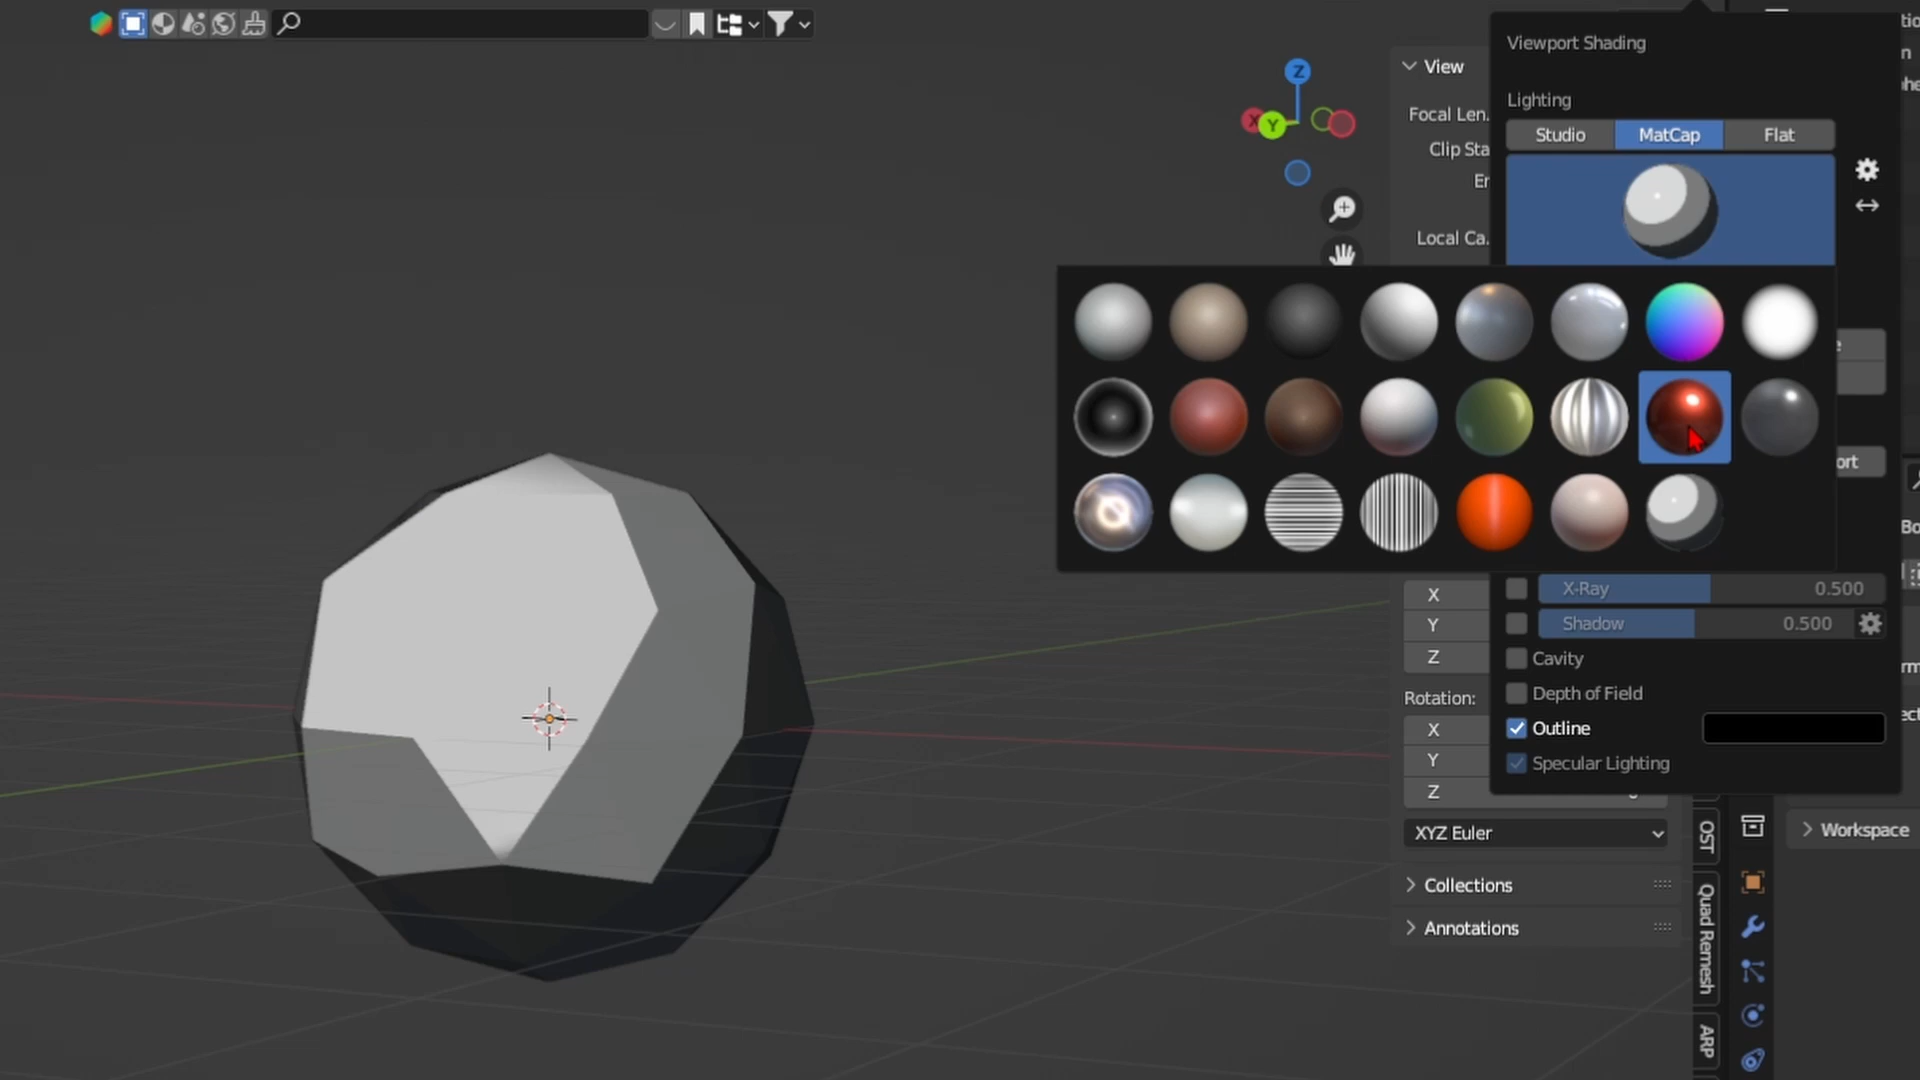 Viewport Shading
View
Lighting
Studio MatCap Flat
Z
X
Y
Focal Len.
Clip Sta
Local Ca.
X-Ray 0.500
Shadow 0.500
Cavity
Depth of Field
Outline
Specular Lighting
X
Y
Z
Rotation:
X
Y
Z
XYZ Euler
Collections
Annotations
OST
Quad Remesh
ARP
Workspace